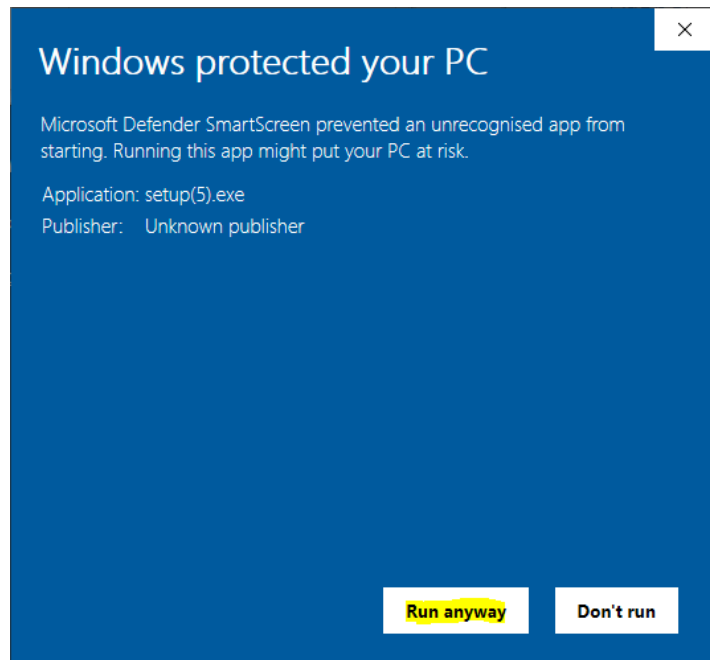 Windows protected your PC
Microsoft Defender SmartScreen prevented an unrecognised app from
starting. Running this app might put your PC at risk.
Application: setup(5).exe
Publisher: Unknown publisher
Run anyway
Don't run